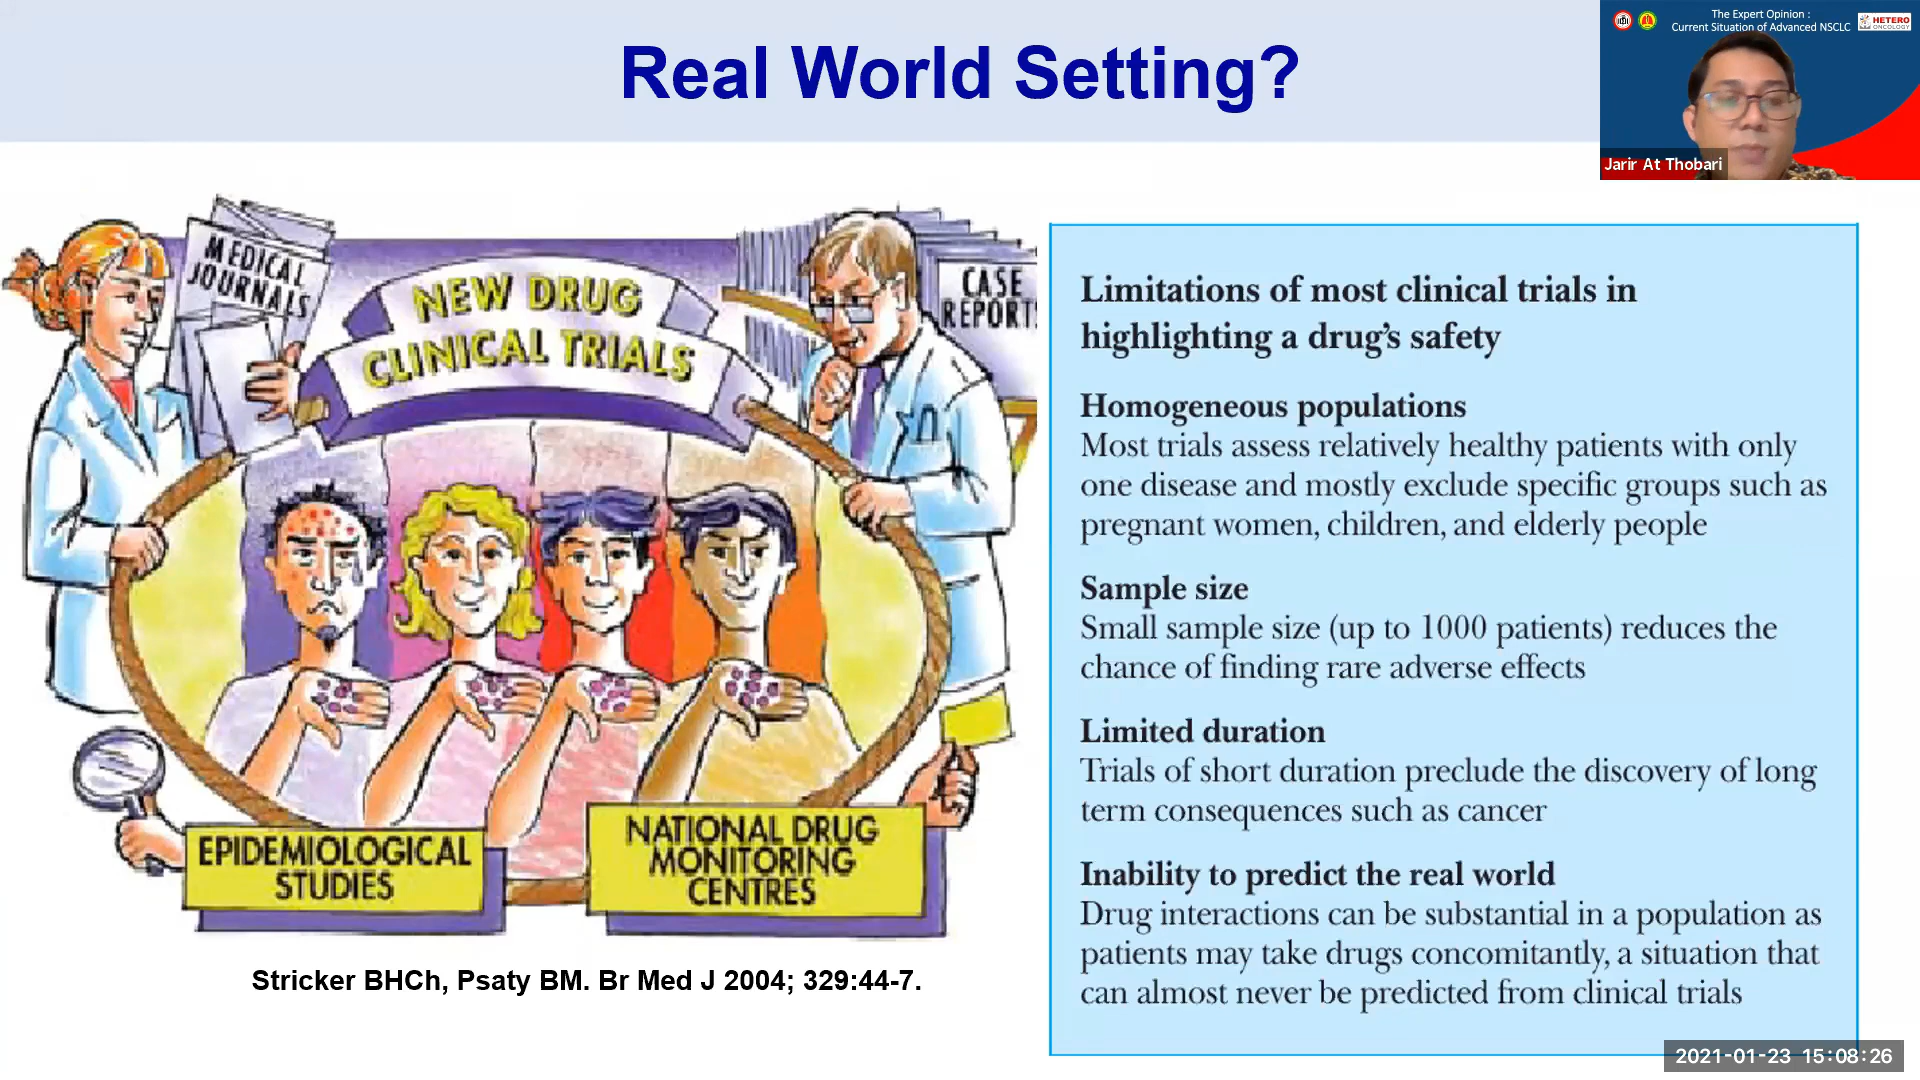 Real World Setting?
The Expert Opinion :
Current Situation of Advanced NSCLC
HETERO
ONCOLOGY
Jarir At Thobari
MEDICAL
JOURNALS
NEW DRUG
CLINICAL TRIALS
CASE
REPORT
EPIDEMIOLOGICAL
STUDIES
NATIONAL DRUG
MONITORING
CENTRES
Stricker BHCh, Psaty BM. Br Med J 2004; 329:44-7.
Limitations of most clinical trials in
highlighting a drug’s safety
Homogeneous populations
Most trials assess relatively healthy patients with only
one disease and mostly exclude specific groups such as
pregnant women, children, and elderly people
Sample size
Small sample size (up to 1000 patients) reduces the
chance of finding rare adverse effects
Limited duration
Trials of short duration preclude the discovery of long
term consequences such as cancer
Inability to predict the real world
Drug interactions can be substantial in a population as
patients may take drugs concomitantly, a situation that
can almost never be predicted from clinical trials
2021-01-23 15:08:26